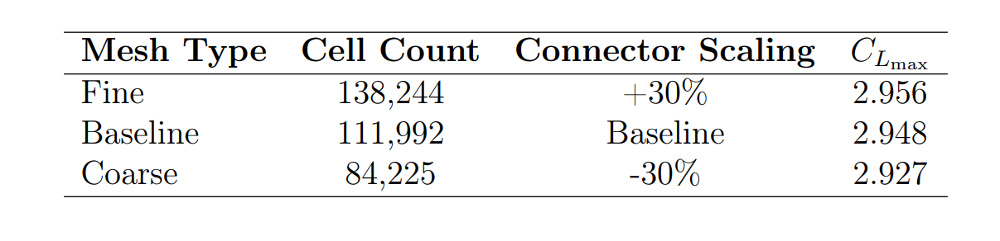 Mesh Type Cell Count Connector Scaling C_{L_{max}}
Fine 138,244 +30% 2.956
Baseline 111,992 Baseline 2.948
Coarse 84,225 -30% 2.927